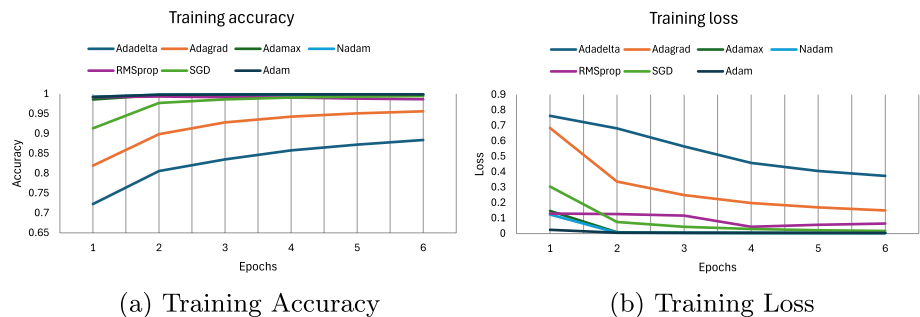 Training accuracy
Adadelta Adagrad Adamax Nadam
RMSprop SGD Adam
1
0.95
0.9
0.85
0.8
0.75
0.7
0.65
Accuracy
1 2 3 4 5 6
Epochs
(a) Training Accuracy
Training loss
Adadelta Adagrad Adamax Nadam
RMSprop SGD Adam
0.9
0.8
0.7
0.6
0.5
0.4
0.3
0.2
0.1
0
Loss
1 2 3 4 5 6
Epochs
(b) Training Loss